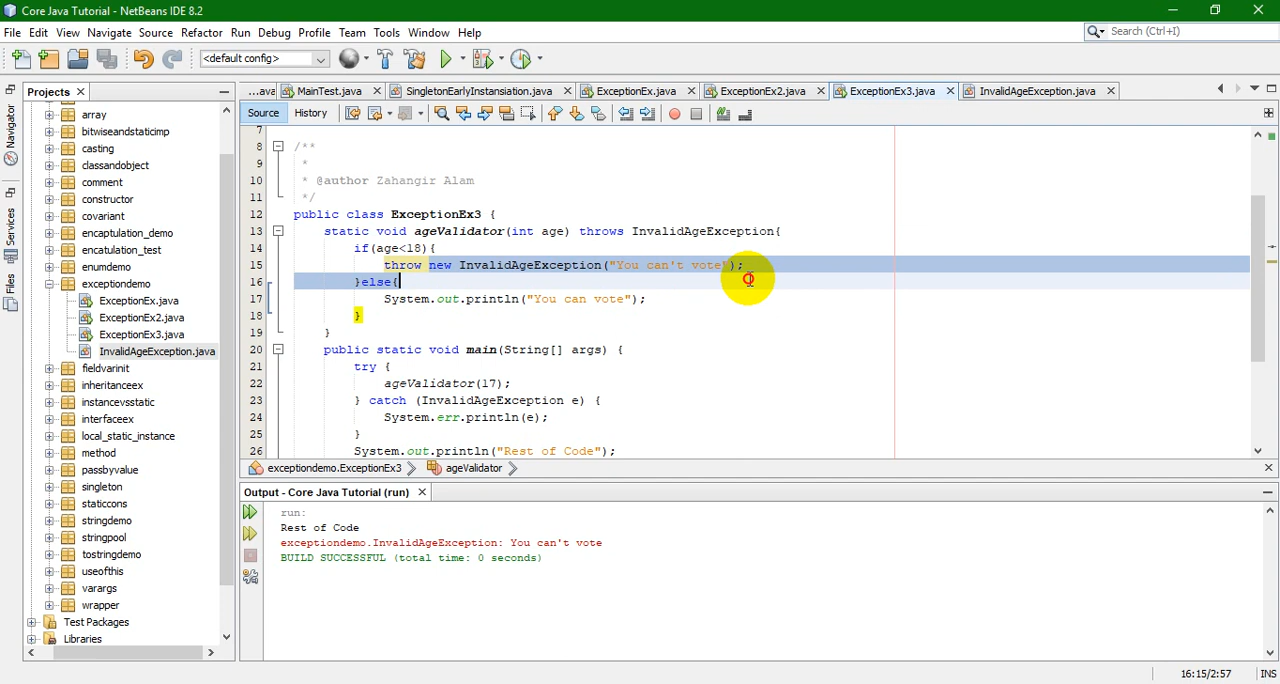 Core Java Tutorial - NetBeans IDE 8.2
File Edit View Navigate Source Refactor Run Debug Profile Team Tools Window Help
Search (Ctrl+I)
<default config>
Projects
...ava MainTest.java SingletonEarlyInstansiation.java ExceptionEx.java ExceptionEx2.java ExceptionEx3.java InvalidAgeException.java
Source History
Navigator
Services
Files
array
bitwiseandstaticimp
casting
classandobject
comment
constructor
covariant
encaptulation_demo
encatulation_test
enumdemo
exceptiondemo
ExceptionEx.java
ExceptionEx2.java
ExceptionEx3.java
InvalidAgeException.java
fieldvarinit
inheritanceex
instancevsstatic
interfaceex
local_static_instance
method
passbyvalue
singleton
staticcons
stringdemo
stringpool
tostringdemo
useofthis
varargs
wrapper
Test Packages
Libraries
7
8 /**
9 *
10 * @author Zahangir Alam
11 */
12 public class ExceptionEx3 {
13 static void ageValidator(int age) throws InvalidAgeException{
14 if(age<18){
15 throw new InvalidAgeException("You can't vote");
16 }else{
17 System.out.println("You can vote");
18 }
19 }
20 public static void main(String[] args) {
21 try {
22 ageValidator(17);
23 } catch (InvalidAgeException e) {
24 System.err.println(e);
25 }
26 System.out.println("Rest of Code");
exceptiondemo.ExceptionEx3 ageValidator
Output - Core Java Tutorial (run)
run:
Rest of Code
exceptiondemo.InvalidAgeException: You can't vote
BUILD SUCCESSFUL (total time: 0 seconds)
16:15/2:57 INS